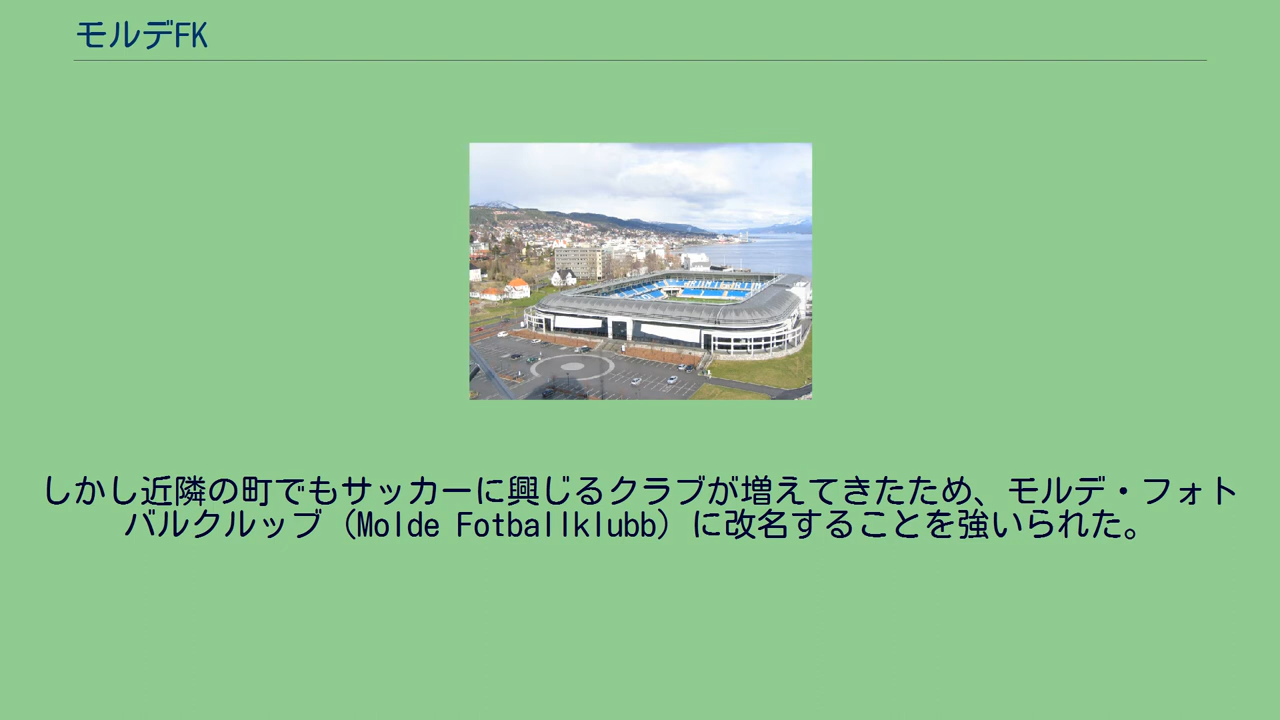 モルデFK
しかし近隣の町でもサッカーに興じるクラブが増えてきたため、モルデ・フォト
バルクルッブ（Molde Fotballklubb）に改名することを強いられた。